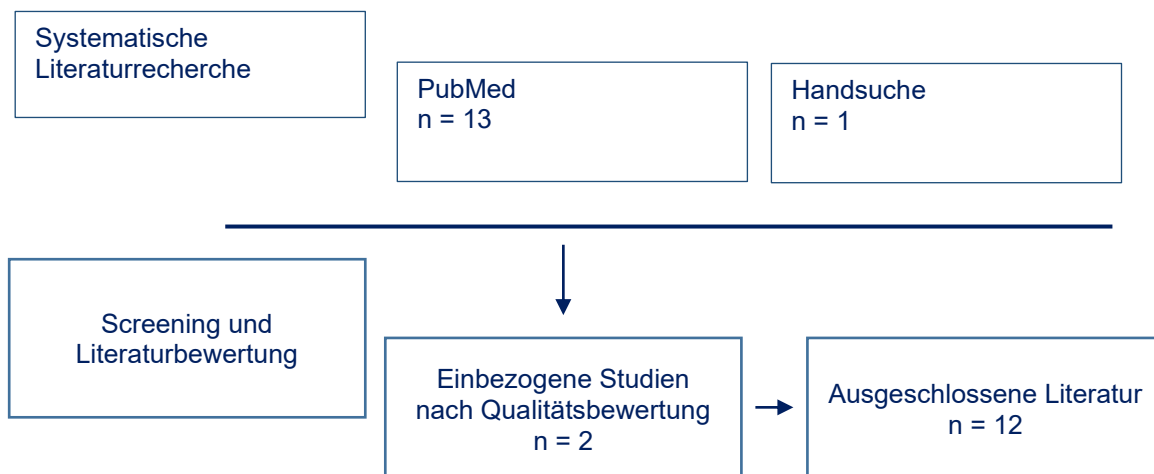 Systematische
Literaturrecherche
PubMed
n = 13
Handsuche
n = 1
Screening und
Literaturbewertung
Einbezogene Studien
nach Qualitätsbewertung
n = 2
Ausgeschlossene Literatur
n = 12